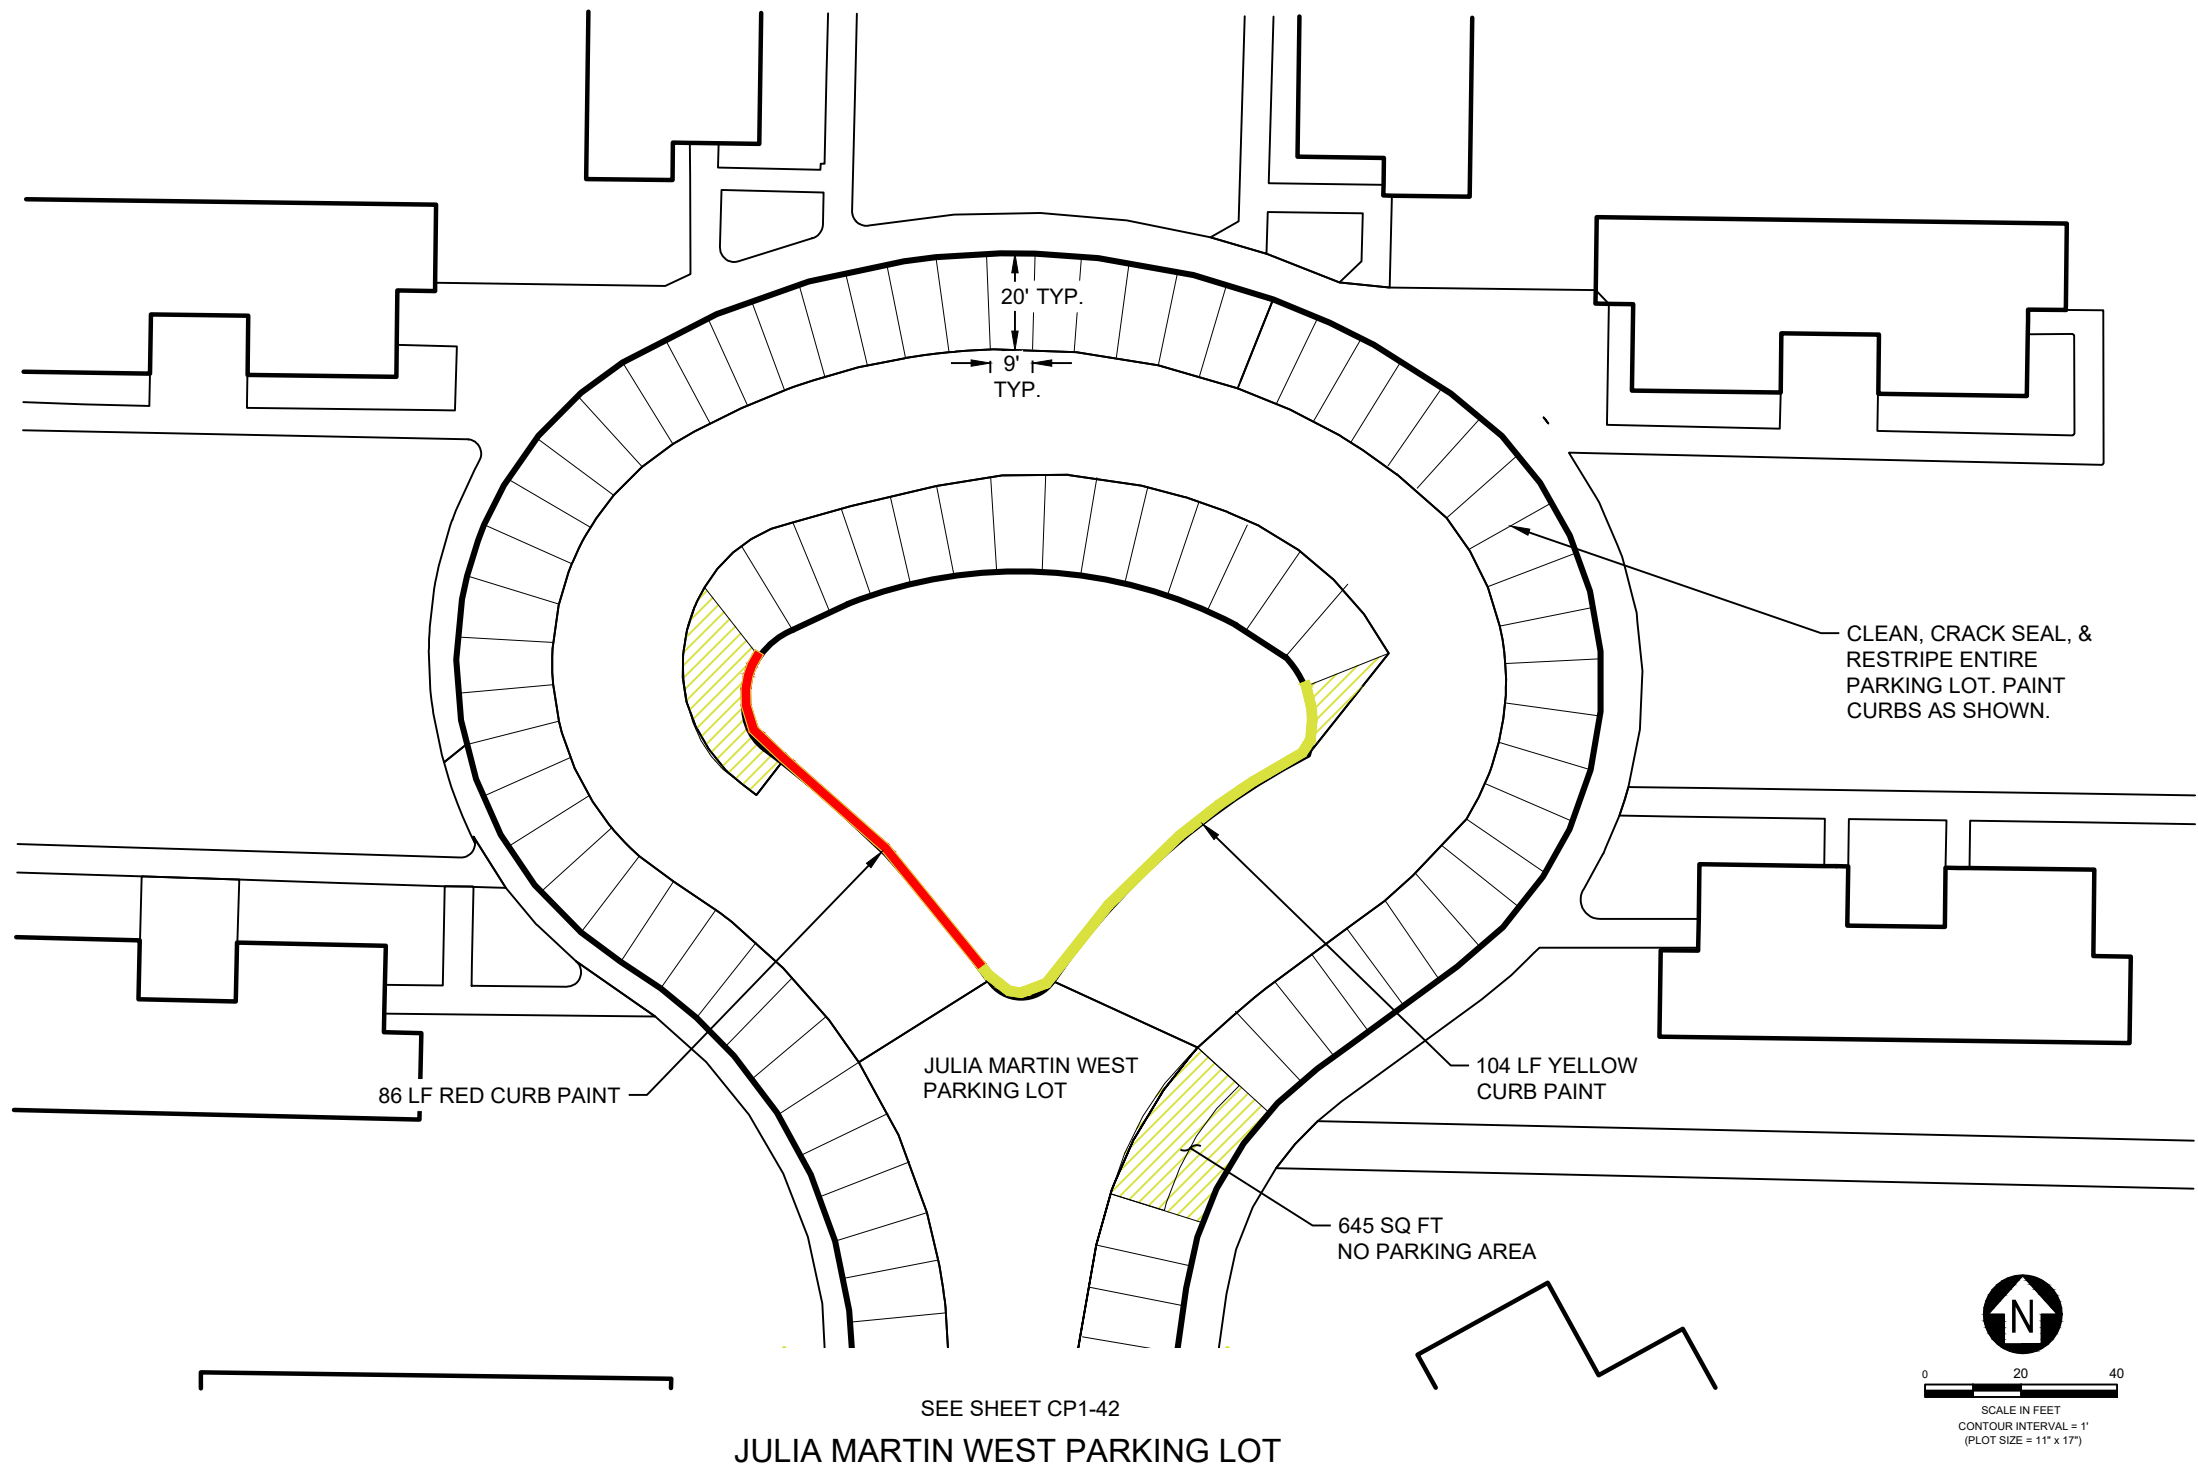 20' TYP.
9'
TYP.
CLEAN, CRACK SEAL, &
RESTRIPE ENTIRE
PARKING LOT. PAINT
CURBS AS SHOWN.
JULIA MARTIN WEST
PARKING LOT
86 LF RED CURB PAINT
104 LF YELLOW
CURB PAINT
645 SQ FT
NO PARKING AREA
N
0 20 40
SCALE IN FEET
CONTOUR INTERVAL = 1'
(PLOT SIZE = 11" x 17")
SEE SHEET CP1-42
JULIA MARTIN WEST PARKING LOT